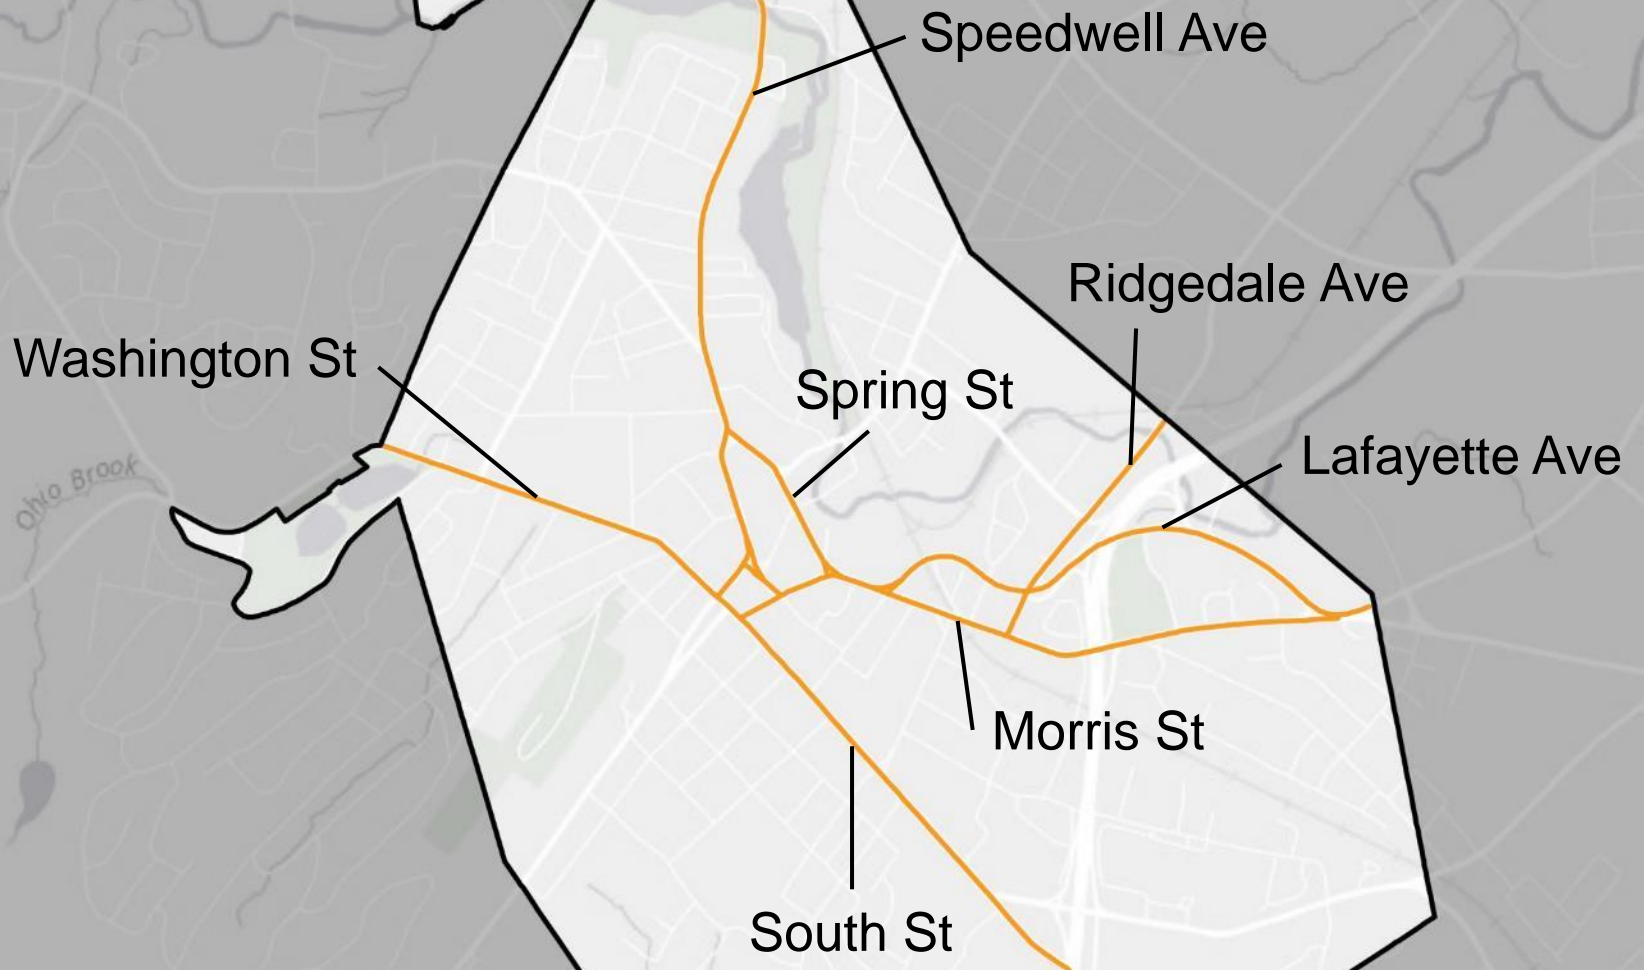 Speedwell Ave
Ridgedale Ave
Washington St
Spring St
Lafayette Ave
Ohio Brook
Morris St
South St